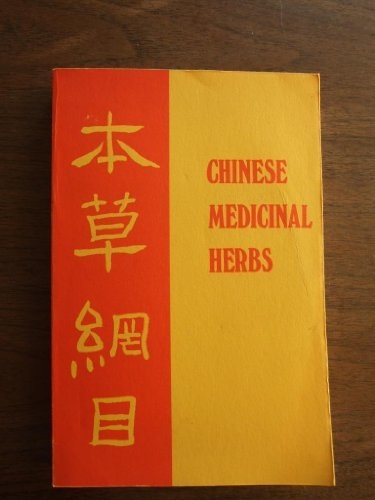 本草綱目
CHINESE
MEDICINAL
HERBS